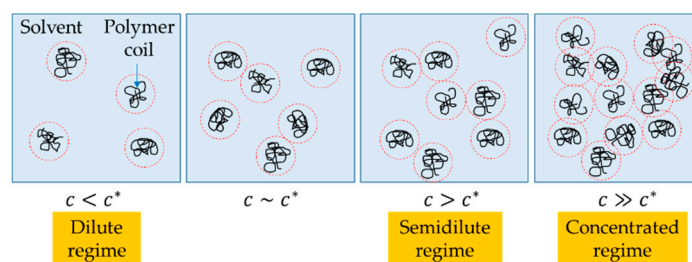 Solvent
Polymer
coil
c < c*
c ~ c*
c > c*
c ≫ c*
Dilute
regime
Semidilute
regime
Concentrated
regime